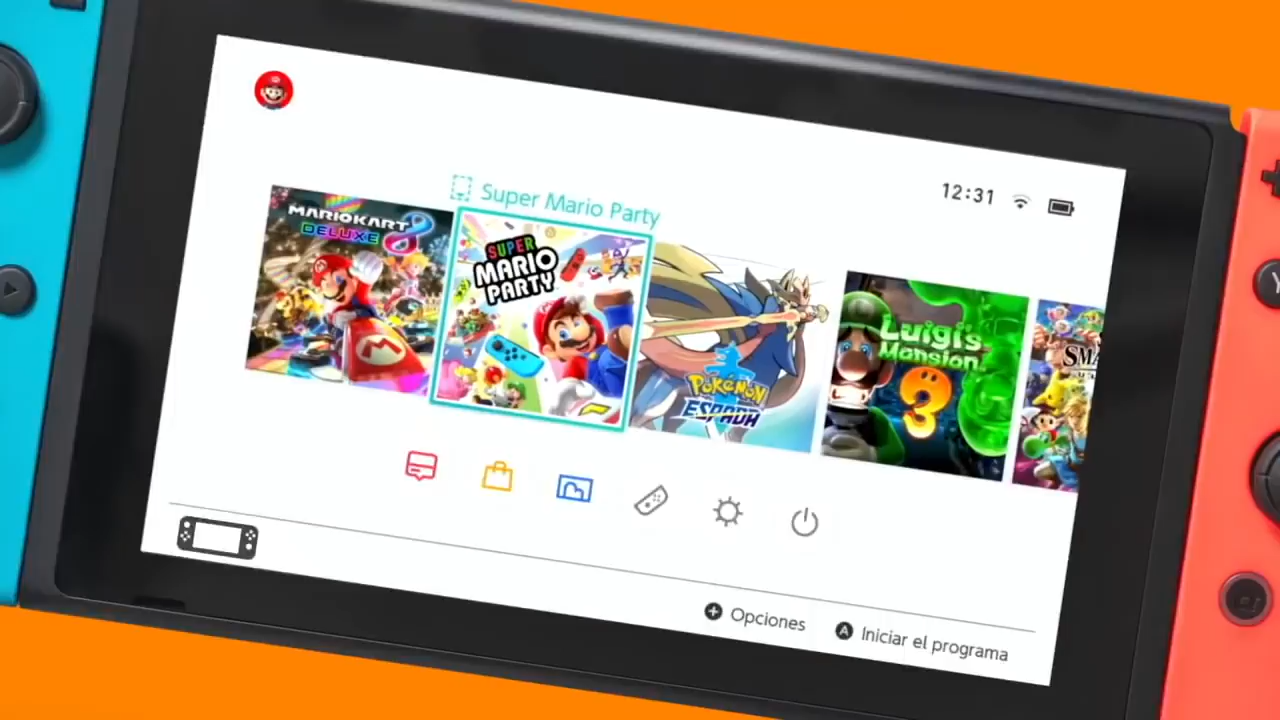 12:31
Super Mario Party
MARIOKART 8
DELUXE
SUPER
MARIO
PARTY
POKÉMON
ESPADA
Luigi's
Mansion
3
Opciones
A Iniciar el programa